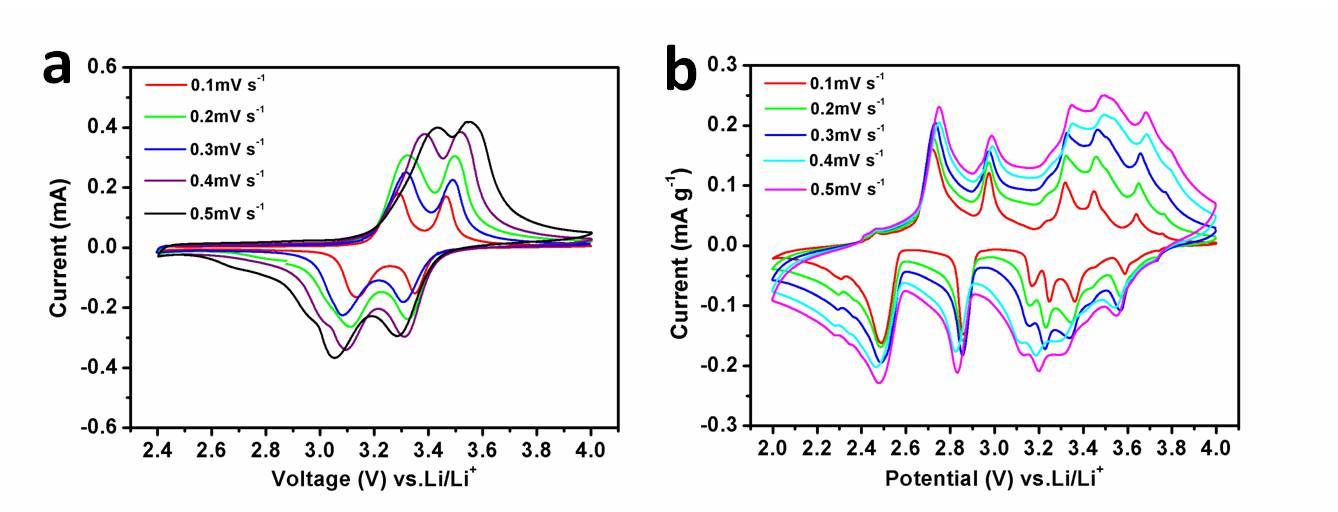 a
0.6
0.4
0.2
0.0
-0.2
-0.4
-0.6
Current (mA)
0.1mV s⁻¹
0.2mV s⁻¹
0.3mV s⁻¹
0.4mV s⁻¹
0.5mV s⁻¹
2.4 2.6 2.8 3.0 3.2 3.4 3.6 3.8 4.0
Voltage (V) vs.Li/Li⁺
b
0.3
0.2
0.1
0.0
-0.1
-0.2
-0.3
Current (mA g⁻¹)
0.1mV s⁻¹
0.2mV s⁻¹
0.3mV s⁻¹
0.4mV s⁻¹
0.5mV s⁻¹
2.0 2.2 2.4 2.6 2.8 3.0 3.2 3.4 3.6 3.8 4.0
Potential (V) vs.Li/Li⁺